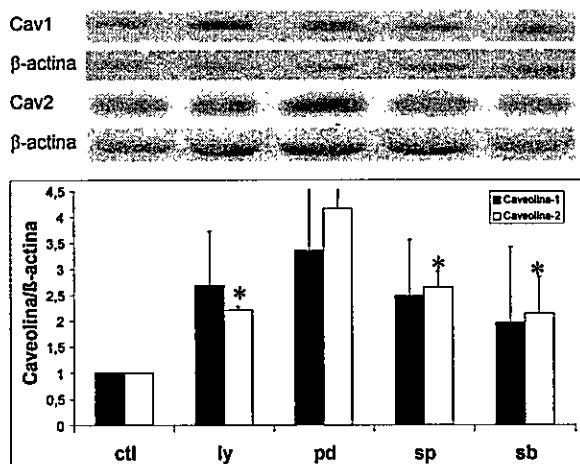 Cav1
β-actina
Cav2
β-actina
Caveolina/ß-actina
4,5
4
3,5
3
2,5
2
1,5
1
0,5
0
Caveolina-1
Caveolina-2
*
*
*
ctl
ly
pd
sp
sb